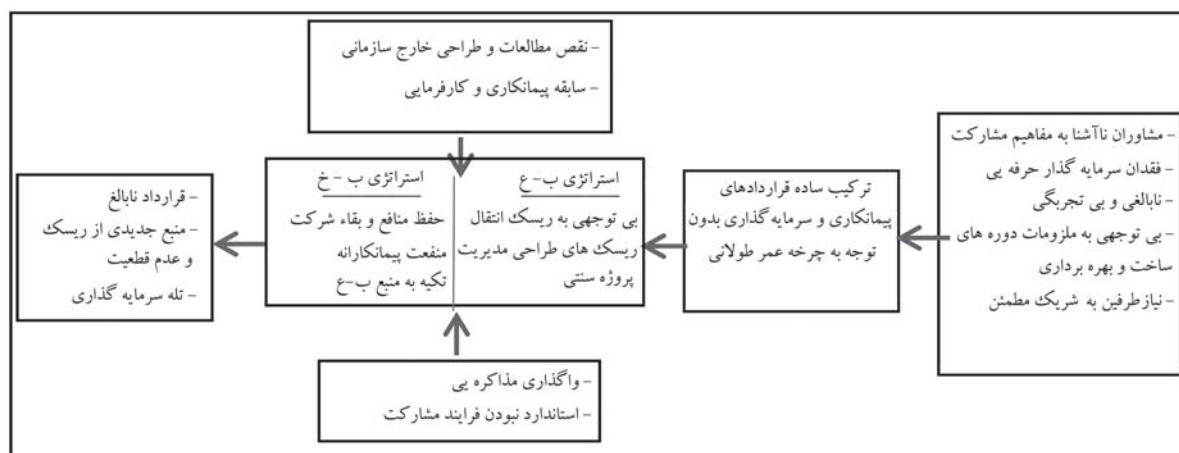 – نقص مطالعات و طراحی خارج سازمانی
– سابقه پیمانکاری و کارفرمایی
– مشاوران ناآشنا به مفاهیم مشارکت
– فقدان سرمایه گذار حرفه یی
– نابالغی و بی تجربگی
– بی توجهی به ملزومات دوره های
ساخت و بهره برداری
– نیازطرفین به شریک مطمئن
ترکیب ساده قراردادهای
پیمانکاری و سرمایه گذاری بدون
توجه به چرخه عمر طولانی
استراتژی ب-ع
بی توجهی به ریسک انتقال
ریسک های طراحی مدیریت
پروژه سنتی
استراتژی ب - خ
حفظ منافع و بقاء شرکت
منفعت پیمانکارانه
تکیه به منبع ب-ع
– قرارداد نابالغ
– منبع جدیدی از ریسک
و عدم قطعیت
– تله سرمایه گذاری
– واگذاری مذاکره یی
– استاندارد نبودن فرایند مشارکت